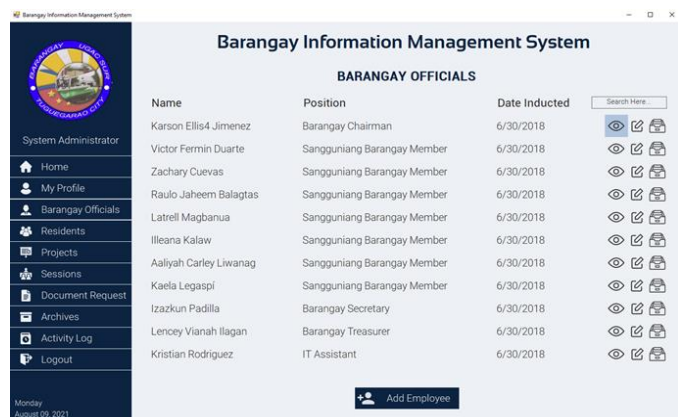 Barangay Information Management System
BARANGAY UGAC SUR
TUGUEGARAO CITY
System Administrator
Home
My Profile
Barangay Officials
Residents
Projects
Sessions
Document Request
Archives
Activity Log
Logout
Monday
August 09, 2021
Barangay Information Management System
BARANGAY OFFICIALS
Name Position Date Inducted Search Here...
Karson Ellis4 Jimenez Barangay Chairman 6/30/2018
Victor Fermin Duarte Sangguniang Barangay Member 6/30/2018
Zachary Cuevas Sangguniang Barangay Member 6/30/2018
Raulo Jaheem Balagtas Sangguniang Barangay Member 6/30/2018
Latrell Magbanua Sangguniang Barangay Member 6/30/2018
Illeana Kalaw Sangguniang Barangay Member 6/30/2018
Aaliyah Carley Liwanag Sangguniang Barangay Member 6/30/2018
Kaela Legaspi Sangguniang Barangay Member 6/30/2018
Izazkun Padilla Barangay Secretary 6/30/2018
Lencey Vianah Ilagan Barangay Treasurer 6/30/2018
Kristian Rodriguez IT Assistant 6/30/2018
Add Employee